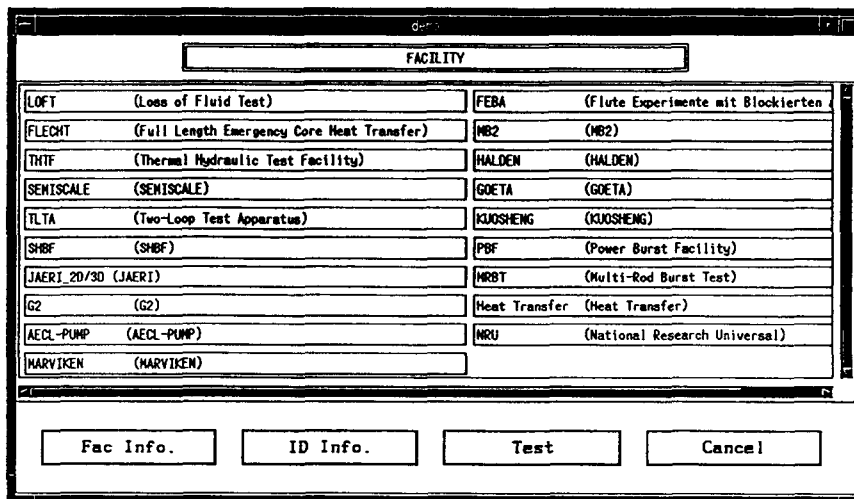 demo
FACILITY
LOFT (Loss of Fluid Test)
FLECHT (Full Length Emergency Core Heat Transfer)
THTF (Thermal Hydraulic Test Facility)
SEMISCALE (SEMISCALE)
TLTA (Two-Loop Test Apparatus)
SHBF (SHBF)
JAERI_2D/3D (JAERI)
G2 (G2)
AECL-PUMP (AECL-PUMP)
MARVIKEN (MARVIKEN)
FEBA (Flute Experimente mit Blockierten
MB2 (MB2)
HALDEN (HALDEN)
GOETA (GOETA)
KUOSHENG (KUOSHENG)
PBF (Power Burst Facility)
MRBT (Multi-Rod Burst Test)
Heat Transfer (Heat Transfer)
NRU (National Research Universal)
Fac Info. ID Info. Test Cancel